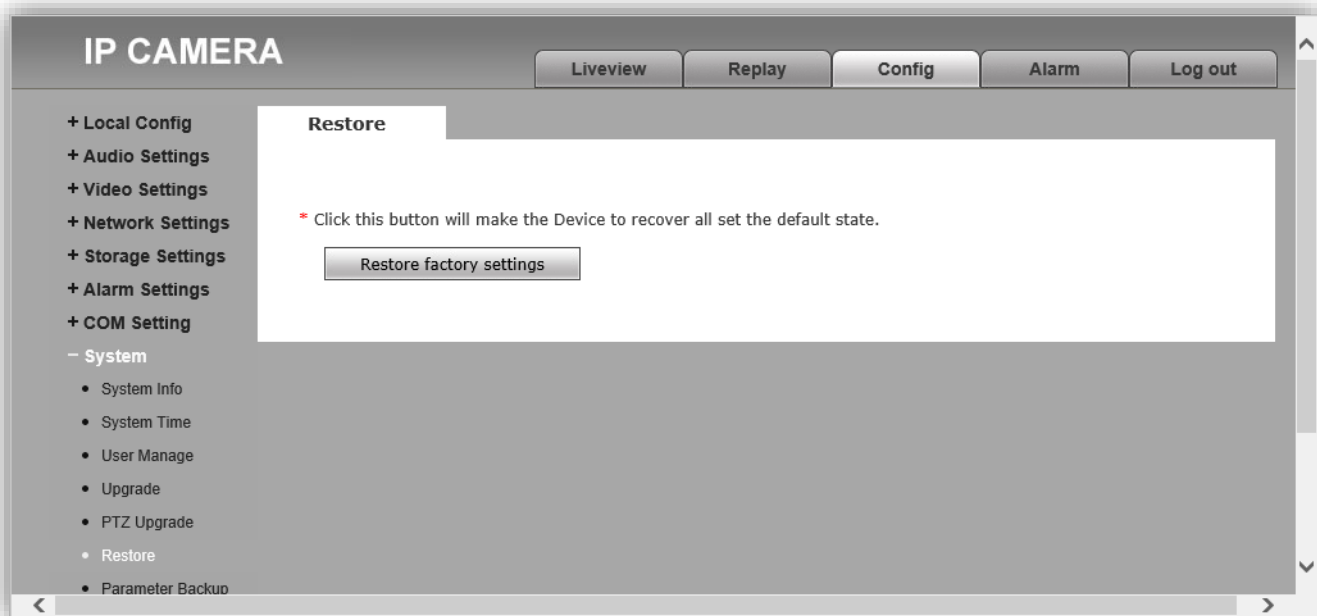 IP CAMERA
Liveview Replay Config Alarm Log out
+ Local Config
+ Audio Settings
+ Video Settings
+ Network Settings
+ Storage Settings
+ Alarm Settings
+ COM Setting
− System
• System Info
• System Time
• User Manage
• Upgrade
• PTZ Upgrade
• Restore
• Parameter Backup
Restore
* Click this button will make the Device to recover all set the default state.
Restore factory settings